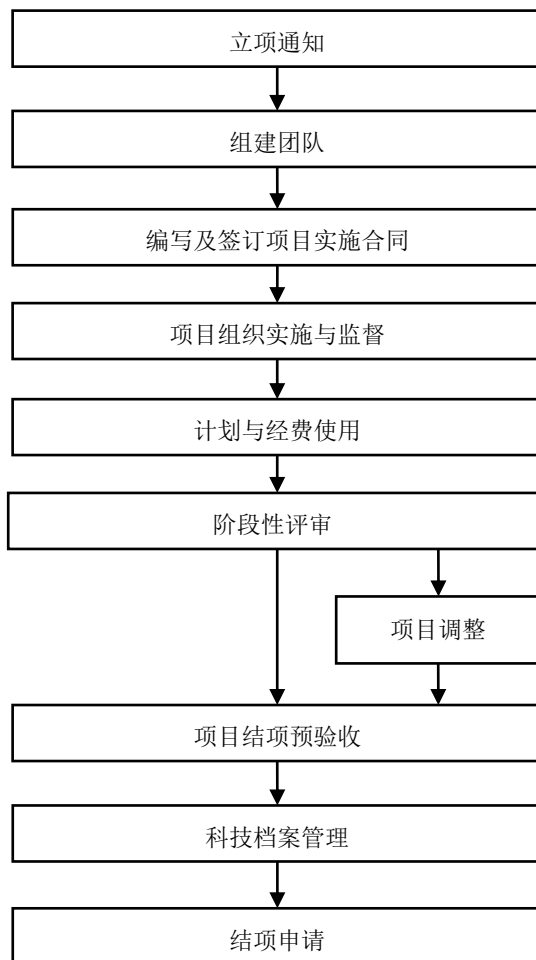 立项通知
组建团队
编写及签订项目实施合同
项目组织实施与监督
计划与经费使用
阶段性评审
项目调整
项目结项预验收
科技档案管理
结项申请